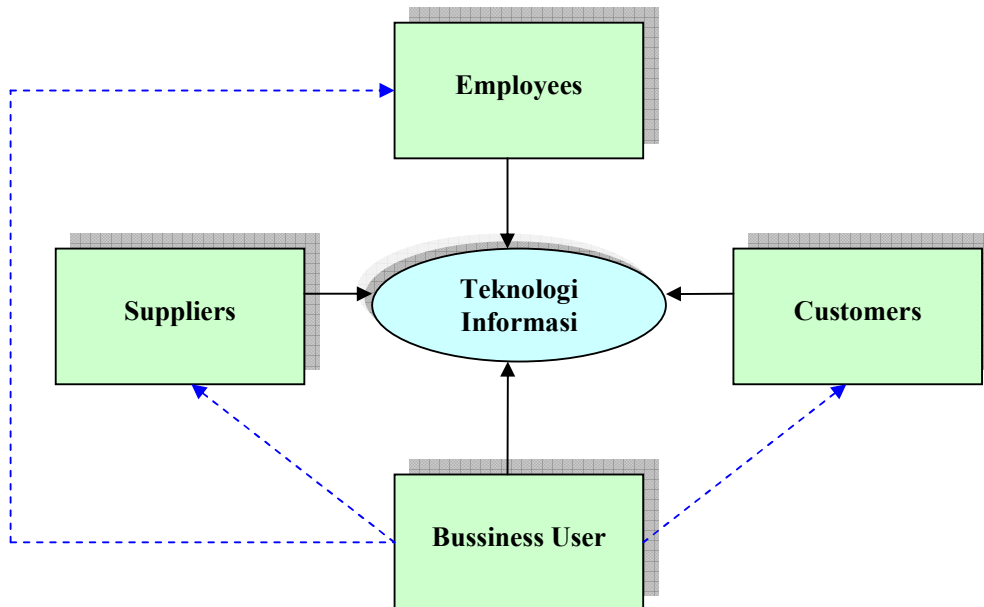 Employees
Suppliers
Teknologi
Informasi
Customers
Bussiness User